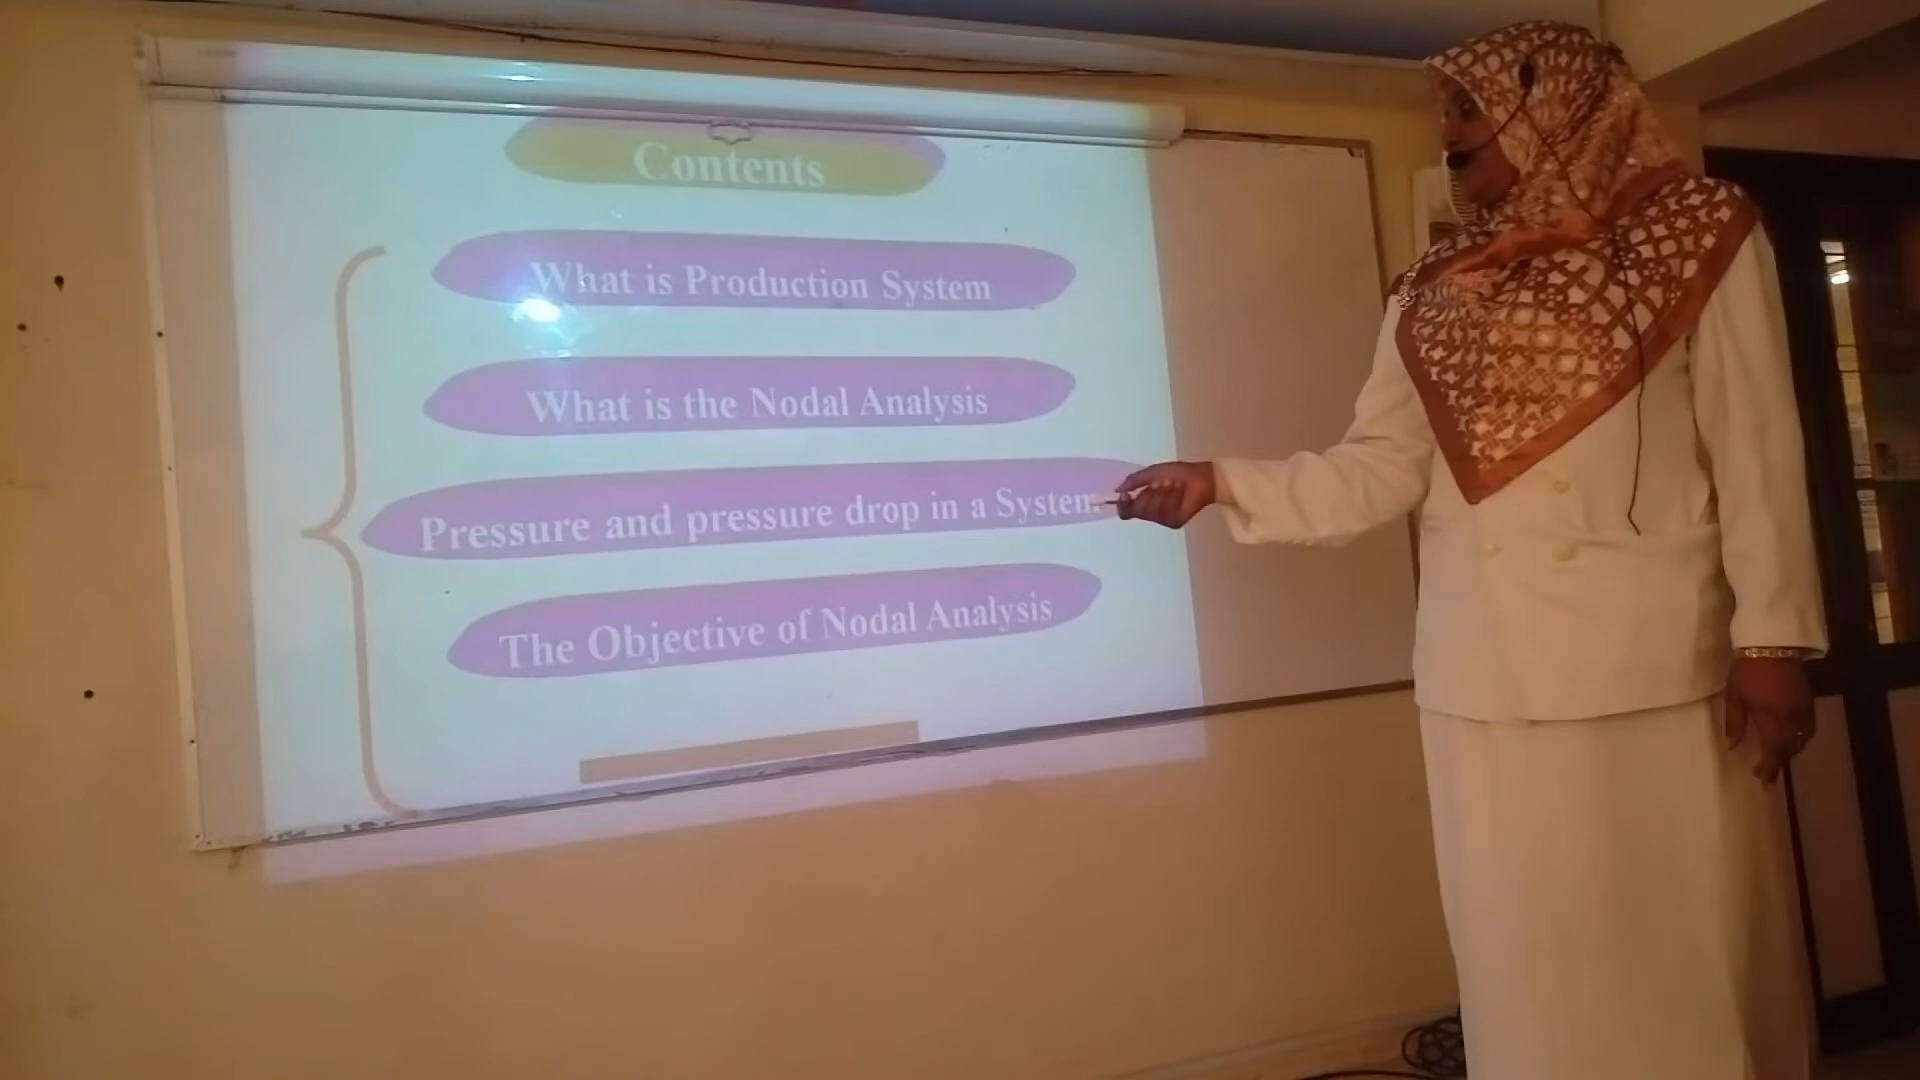 Contents
What is Production System
What is the Nodal Analysis
Pressure and pressure drop in a System
The Objective of Nodal Analysis